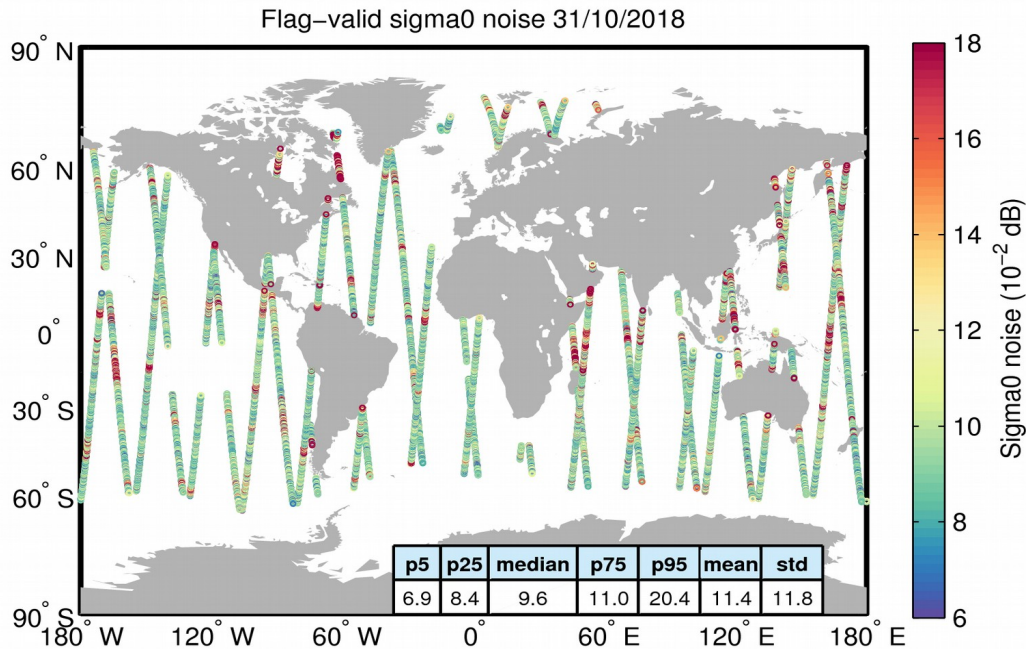 Flag−valid sigma0 noise 31/10/2018
90° N
60° N
30° N
0°
30° S
60° S
90° S
180° W 120° W 60° W 0° 60° E 120° E 180° E
p5 p25 median p75 p95 mean std
6.9 8.4 9.6 11.0 20.4 11.4 11.8
18
16
14
12
10
8
6
Sigma0 noise (10⁻² dB)